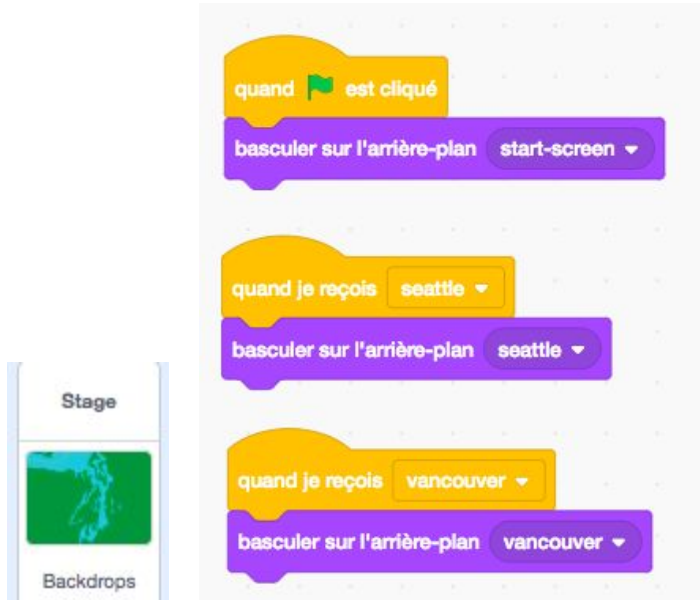 quand est cliqué
basculer sur l'arrière-plan start-screen
quand je reçois seattle
basculer sur l'arrière-plan seattle
quand je reçois vancouver
basculer sur l'arrière-plan vancouver
Stage
Backdrops